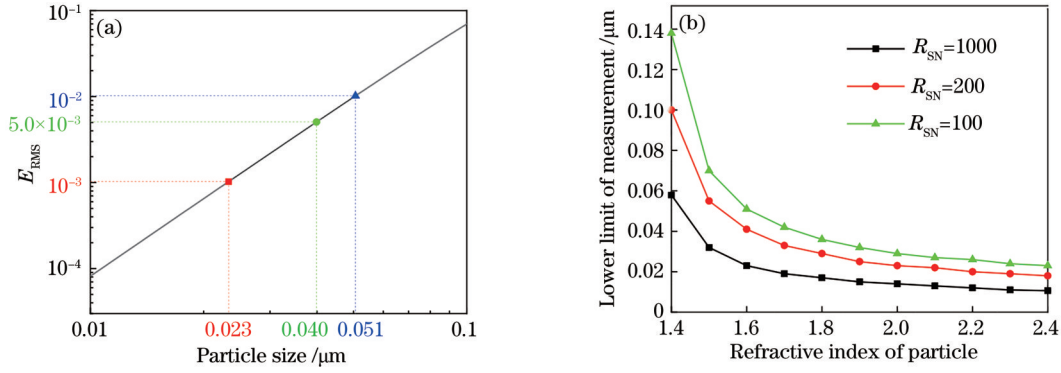 (a)
10⁻¹
10⁻²
5.0×10⁻³
10⁻³
10⁻⁴
E_RMS
0.01
0.023
0.040
0.051
0.1
Particle size /μm
(b)
R_SN=1000
R_SN=200
R_SN=100
0.14
0.12
0.10
0.08
0.06
0.04
0.02
0
Lower limit of measurement /μm
1.4
1.6
1.8
2.0
2.2
2.4
Refractive index of particle